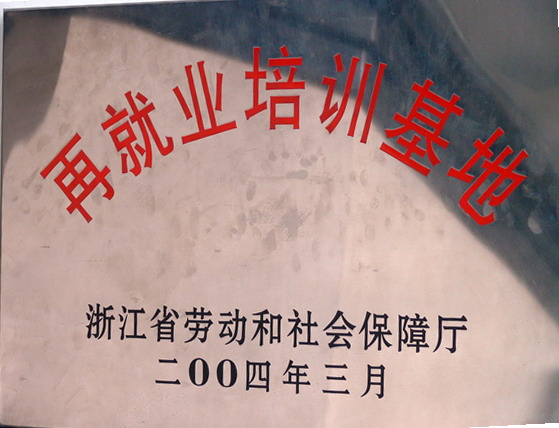 再就业培训基地
浙江省劳动和社会保障厅
二00四年三月